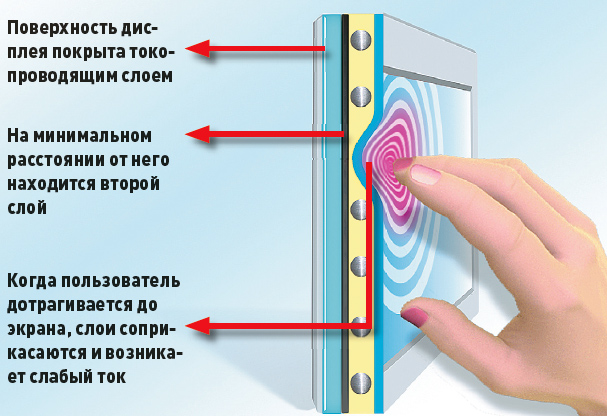 Поверхность дис-
плея покрыта токо-
проводящим слоем
На минимальном
расстоянии от него
находится второй
слой
Когда пользователь
дотрагивается до
экрана, слои сопри-
касаются и возника-
ет слабый ток